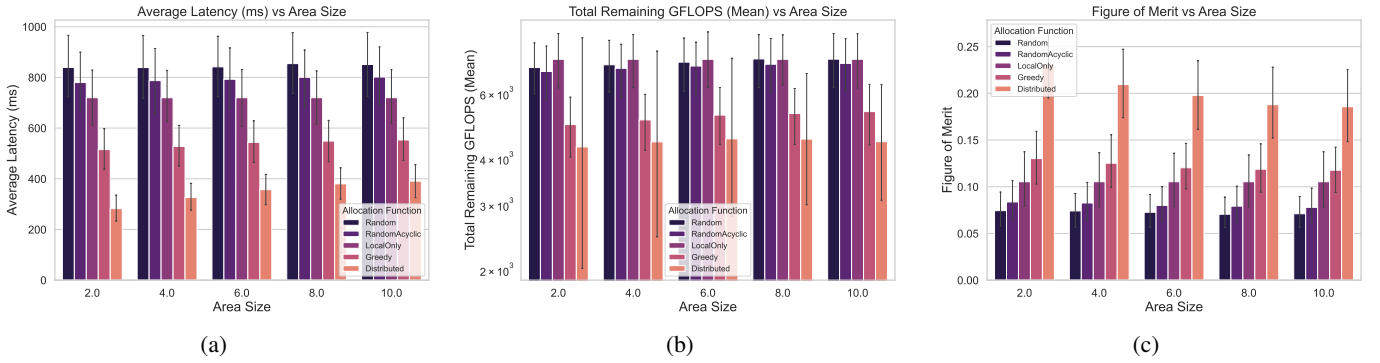 Average Latency (ms) vs Area Size
1000
800
600
400
200
0
Average Latency (ms)
Allocation Function
Random
RandomAcyclic
LocalOnly
Greedy
Distributed
2.0 4.0 6.0 8.0 10.0
Area Size
(a)
Total Remaining GFLOPS (Mean) vs Area Size
6 × 10³
4 × 10³
3 × 10³
2 × 10³
Total Remaining GFLOPS (Mean)
Allocation Function
Random
RandomAcyclic
LocalOnly
Greedy
Distributed
2.0 4.0 6.0 8.0 10.0
Area Size
(b)
Figure of Merit vs Area Size
Allocation Function
Random
RandomAcyclic
LocalOnly
Greedy
Distributed
0.25
0.20
0.15
0.10
0.05
0.00
Figure of Merit
2.0 4.0 6.0 8.0 10.0
Area Size
(c)